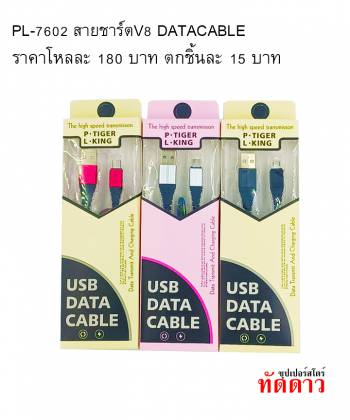 PL-7602 สายชาร์ตV8 DATACABLE
ราคาโหลละ 180 บาท ตกชิ้นละ 15 บาท
The high speed transmisson
P·TIGER
L·KING
Data Transmit And Charging Cable
USB
DATA
CABLE
The high speed transmisson
P·TIGER
L·KING
Data Transmit And Charging Cable
USB
DATA
CABLE
The high speed transmisson
P·TIGER
L·KING
Data Transmit And Charging Cable
USB
DATA
CABLE
ซุปเปอร์สโตร์
ทัดดาว